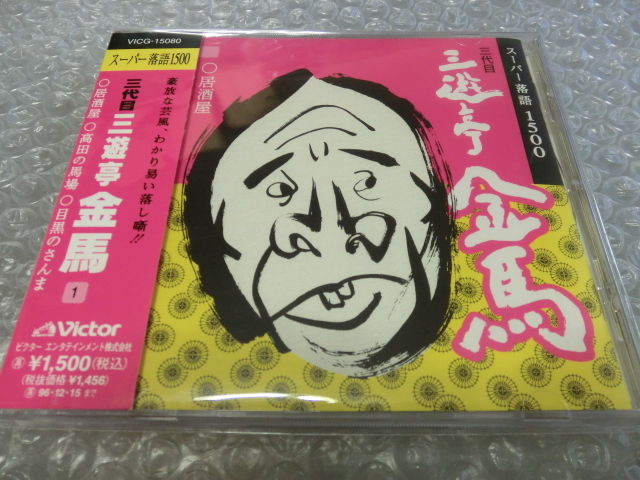 VICG-15080
スーパー落語1500
豪放な芸風、わかり易い落し噺!!
三代目 三遊亭 金馬 1
○居酒屋 ○高田の馬場 ○目黒のさんま
Victor
ビクター エンタテインメント株式会社
¥1,500(税込)
(税抜価格 ¥1,456)
96・12・15まで
スーパー落語 1500
三代目
三遊亭 金馬
○居酒屋